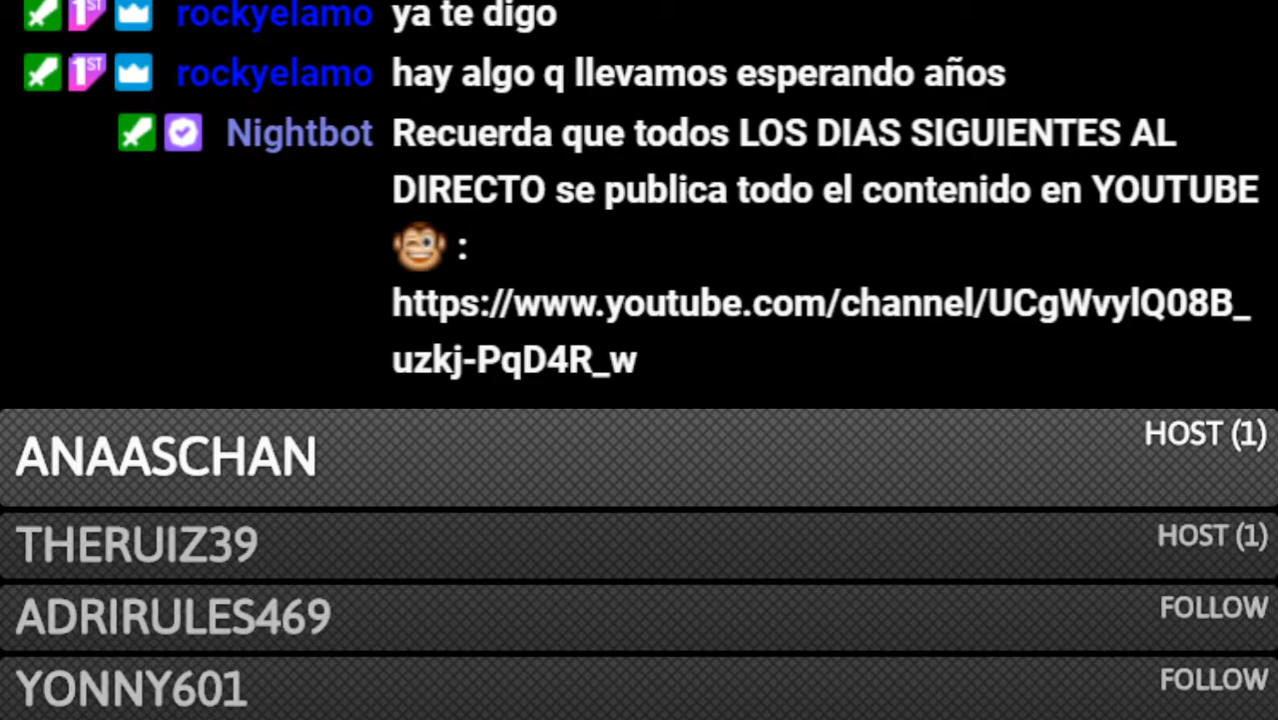 1ST rockyelamo ya te digo
1ST rockyelamo hay algo q llevamos esperando años
Nightbot Recuerda que todos LOS DIAS SIGUIENTES AL
DIRECTO se publica todo el contenido en YOUTUBE
:
https://www.youtube.com/channel/UCgWvylQ08B_
uzkj-PqD4R_w
ANAASCHAN HOST (1)
THERUIZ39 HOST (1)
ADRIRULES469 FOLLOW
YONNY601 FOLLOW